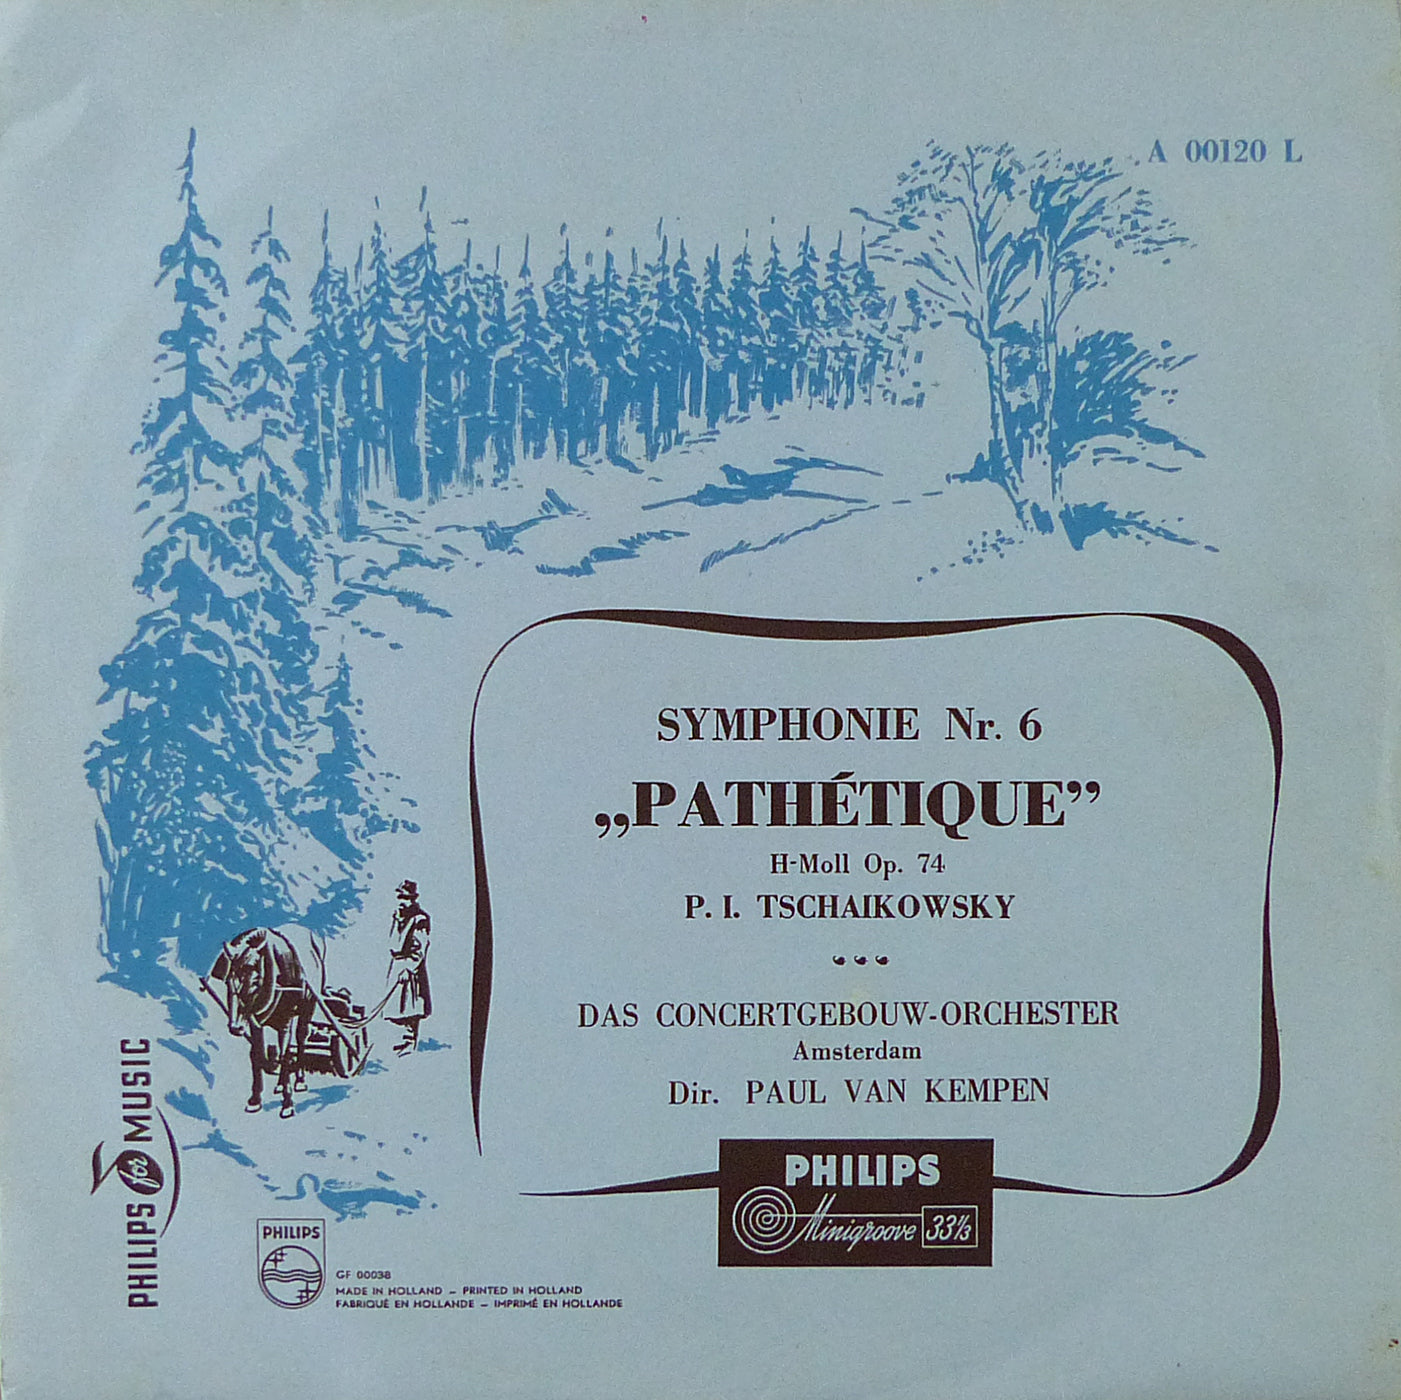 A 00120 L
SYMPHONIE Nr. 6
„PATHÉTIQUE”
H-Moll Op. 74
P. I. TSCHAIKOWSKY
DAS CONCERTGEBOUW-ORCHESTER
Amsterdam
Dir. PAUL VAN KEMPEN
PHILIPS
Minigroove 33⅓
PHILIPS for MUSIC
PHILIPS
GF 00038
MADE IN HOLLAND – PRINTED IN HOLLAND
FABRIQUÉ EN HOLLANDE – IMPRIMÉ EN HOLLANDE